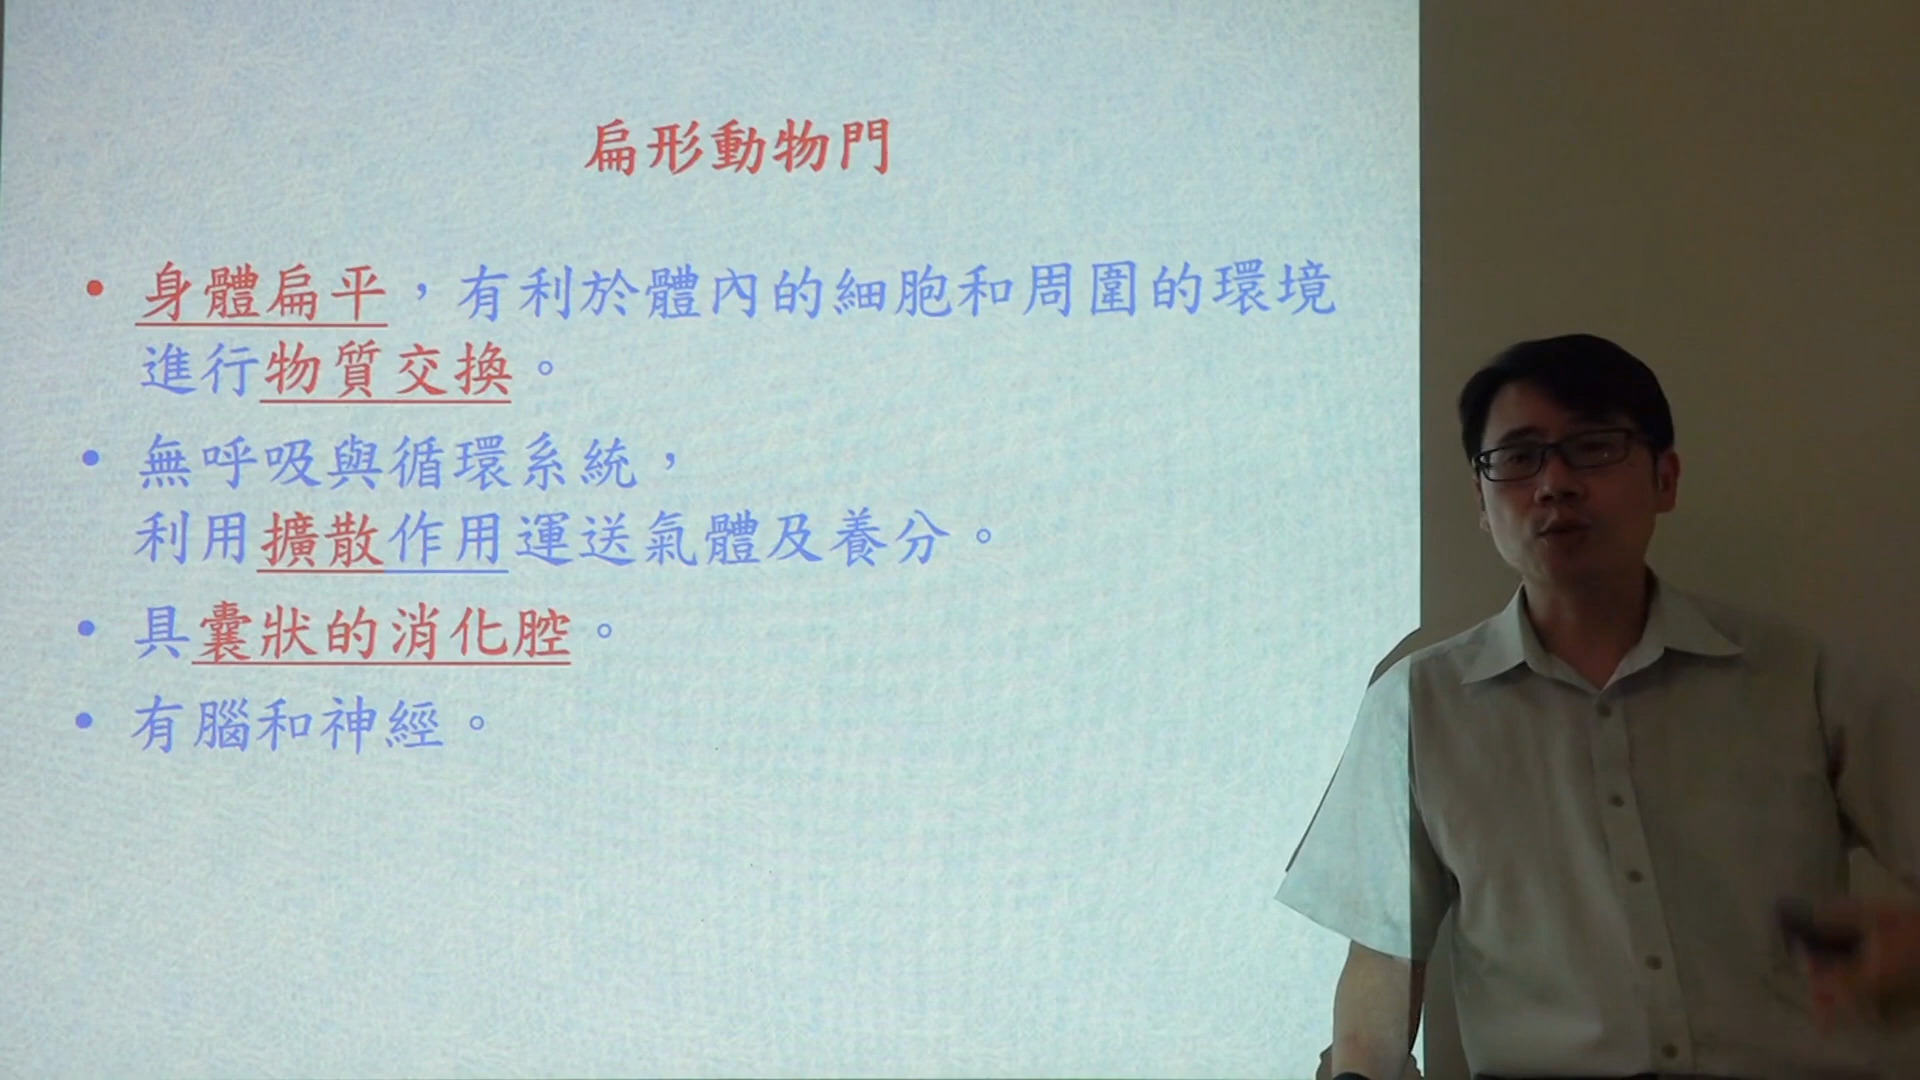 扁形動物門
• 身體扁平，有利於體內的細胞和周圍的環境
進行物質交換。
• 無呼吸與循環系統，
利用擴散作用運送氣體及養分。
• 具囊狀的消化腔。
• 有腦和神經。